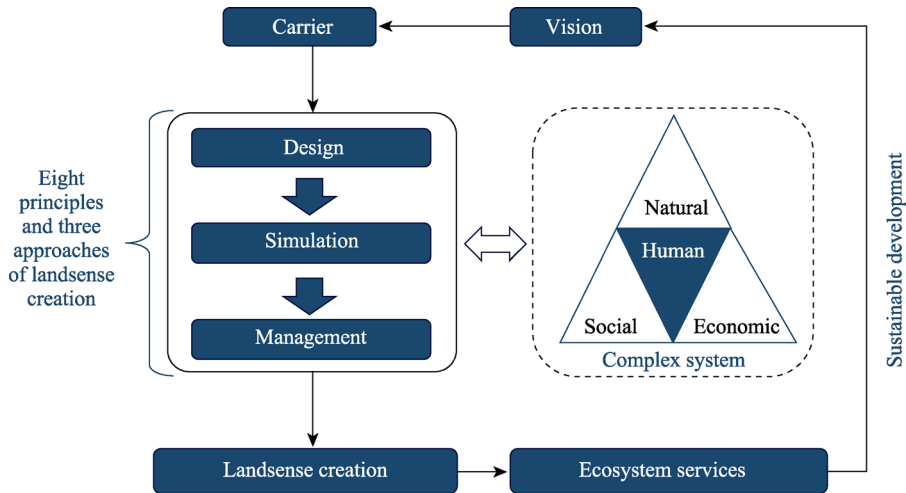 Carrier
Vision
Eight
principles
and three
approaches
of landsense
creation
Design
Simulation
Management
Natural
Human
Social
Economic
Complex system
Sustainable development
Landsense creation
Ecosystem services